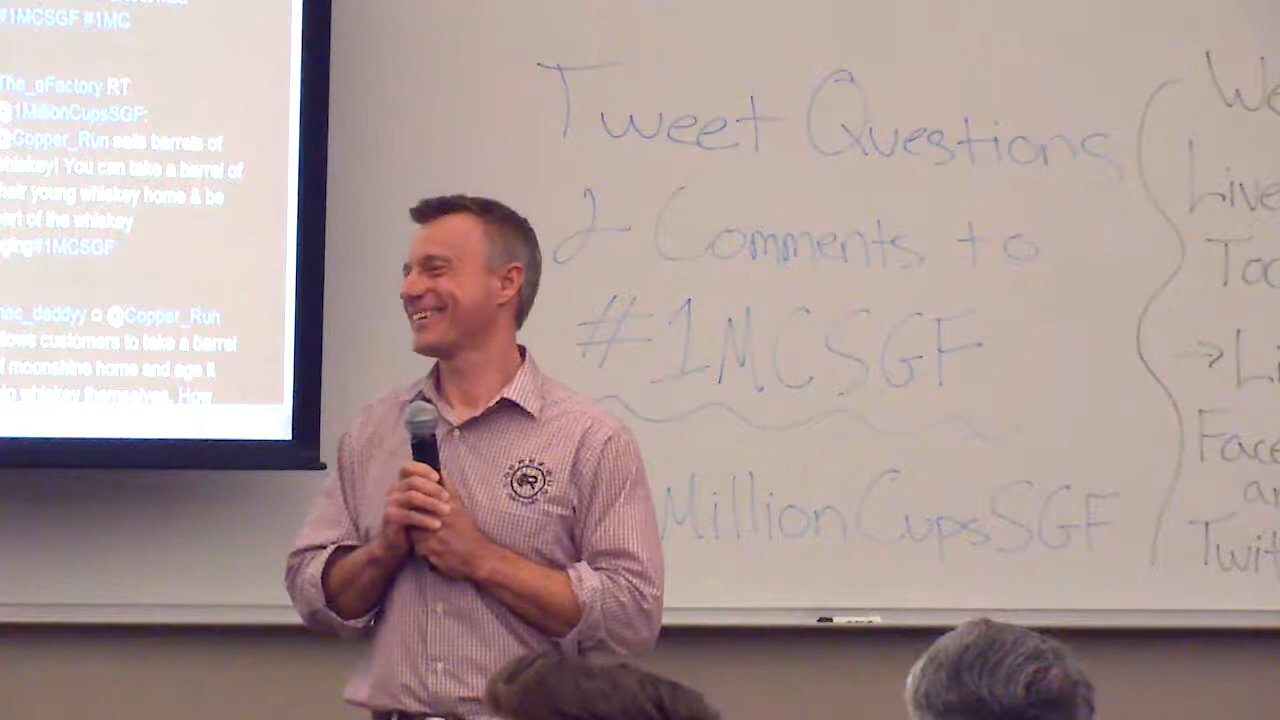 #1MCSGF #1MC
The_eFactory RT
@1MillionCupsSGF:
@Copper_Run sells barrels of
whiskey! You can take a barrel of
their young whiskey home & be
part of the whiskey
aging#1MCSGF
mac_daddyy @Copper_Run
allows customers to take a barrel
of moonshine home and age it
to whiskey themselves. How
Tweet Questions
& Comments to
#1MCSGF
MillionCupsSGF
We
Live
→ Li
Face
Twit